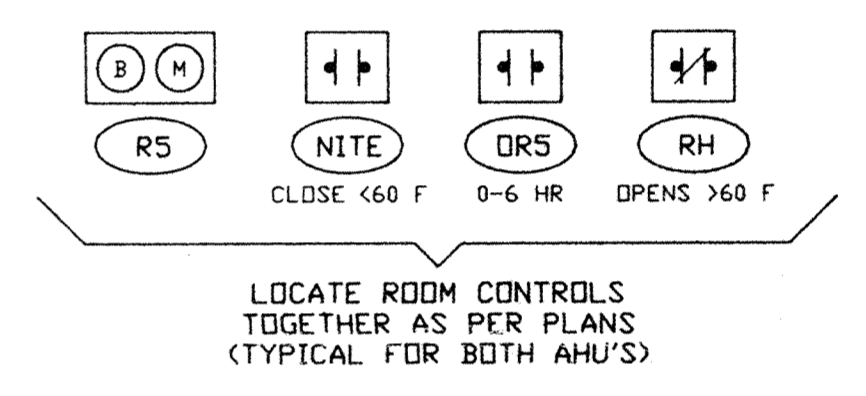 B M
R5 NITE OR5 RH
CLOSE <60 F 0-6 HR OPENS >60 F
LOCATE ROOM CONTROLS
TOGETHER AS PER PLANS
(TYPICAL FOR BOTH AHU'S)